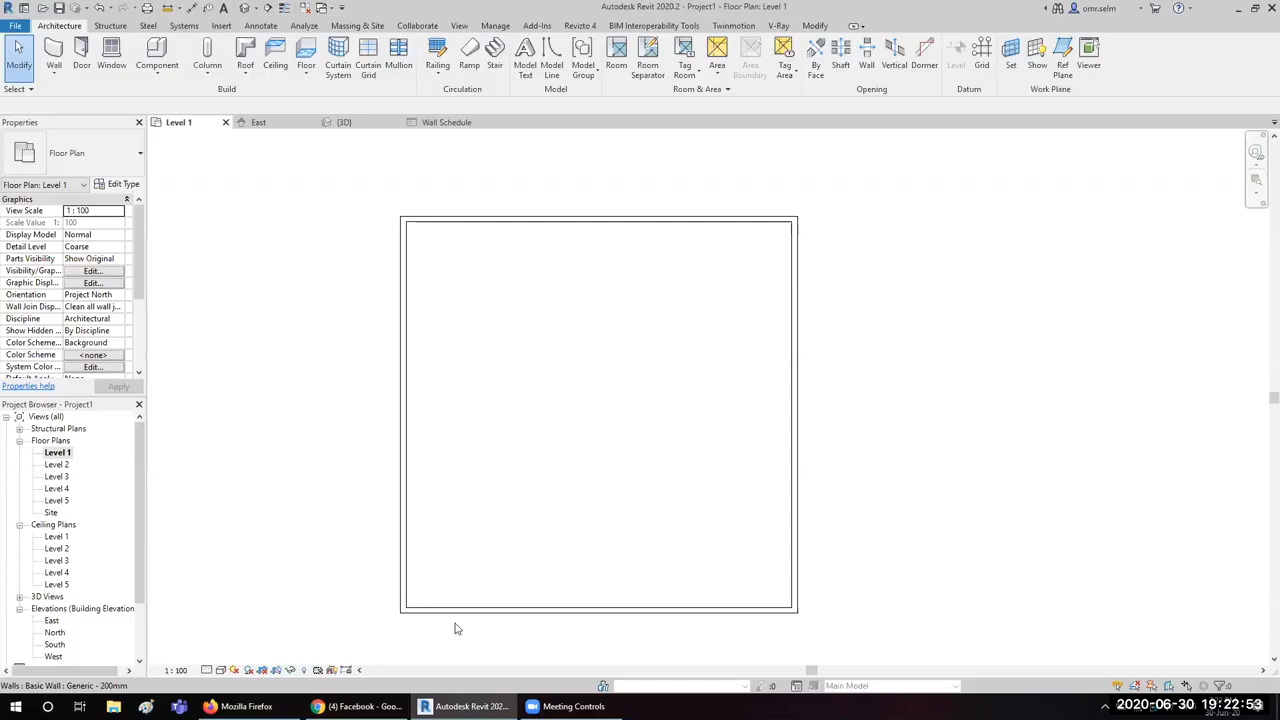 Autodesk Revit 2020.2 - Project1 - Floor Plan: Level 1
omr.selm
File Architecture Structure Steel Systems Insert Annotate Analyze Massing & Site Collaborate View Manage Add-Ins Revizto 4 BIM Interoperability Tools Twinmotion V-Ray Modify
Modify Wall Door Window Component Column Roof Ceiling Floor Curtain System Curtain Grid Mullion Railing Ramp Stair Model Text Model Line Model Group Room Room Separator Tag Room Area Area Boundary Tag Area By Face Shaft Wall Vertical Dormer Level Grid Set Show Ref Plane Viewer
Select Build Circulation Model Room & Area Opening Datum Work Plane
Properties
Level 1 East {3D} Wall Schedule
Floor Plan
Floor Plan: Level 1 Edit Type
Graphics
View Scale 1 : 100
Scale Value 1: 100
Display Model Normal
Detail Level Coarse
Parts Visibility Show Original
Visibility/Grap... Edit...
Graphic Displ... Edit...
Orientation Project North
Wall Join Disp... Clean all wall j...
Discipline Architectural
Show Hidden ... By Discipline
Color Scheme... Background
Color Scheme <none>
System Color ... Edit...
Properties help Apply
Project Browser - Project1
Views (all)
Structural Plans
Floor Plans
Level 1
Level 2
Level 3
Level 4
Level 5
Site
Ceiling Plans
Level 1
Level 2
Level 3
Level 4
Level 5
3D Views
Elevations (Building Elevation
East
North
South
West
1 : 100
Walls : Basic Wall : Generic - 200mm
:0 Main Model :0
Mozilla Firefox (4) Facebook - Goo... Autodesk Revit 202... Meeting Controls
2020-06-30 19:22:53